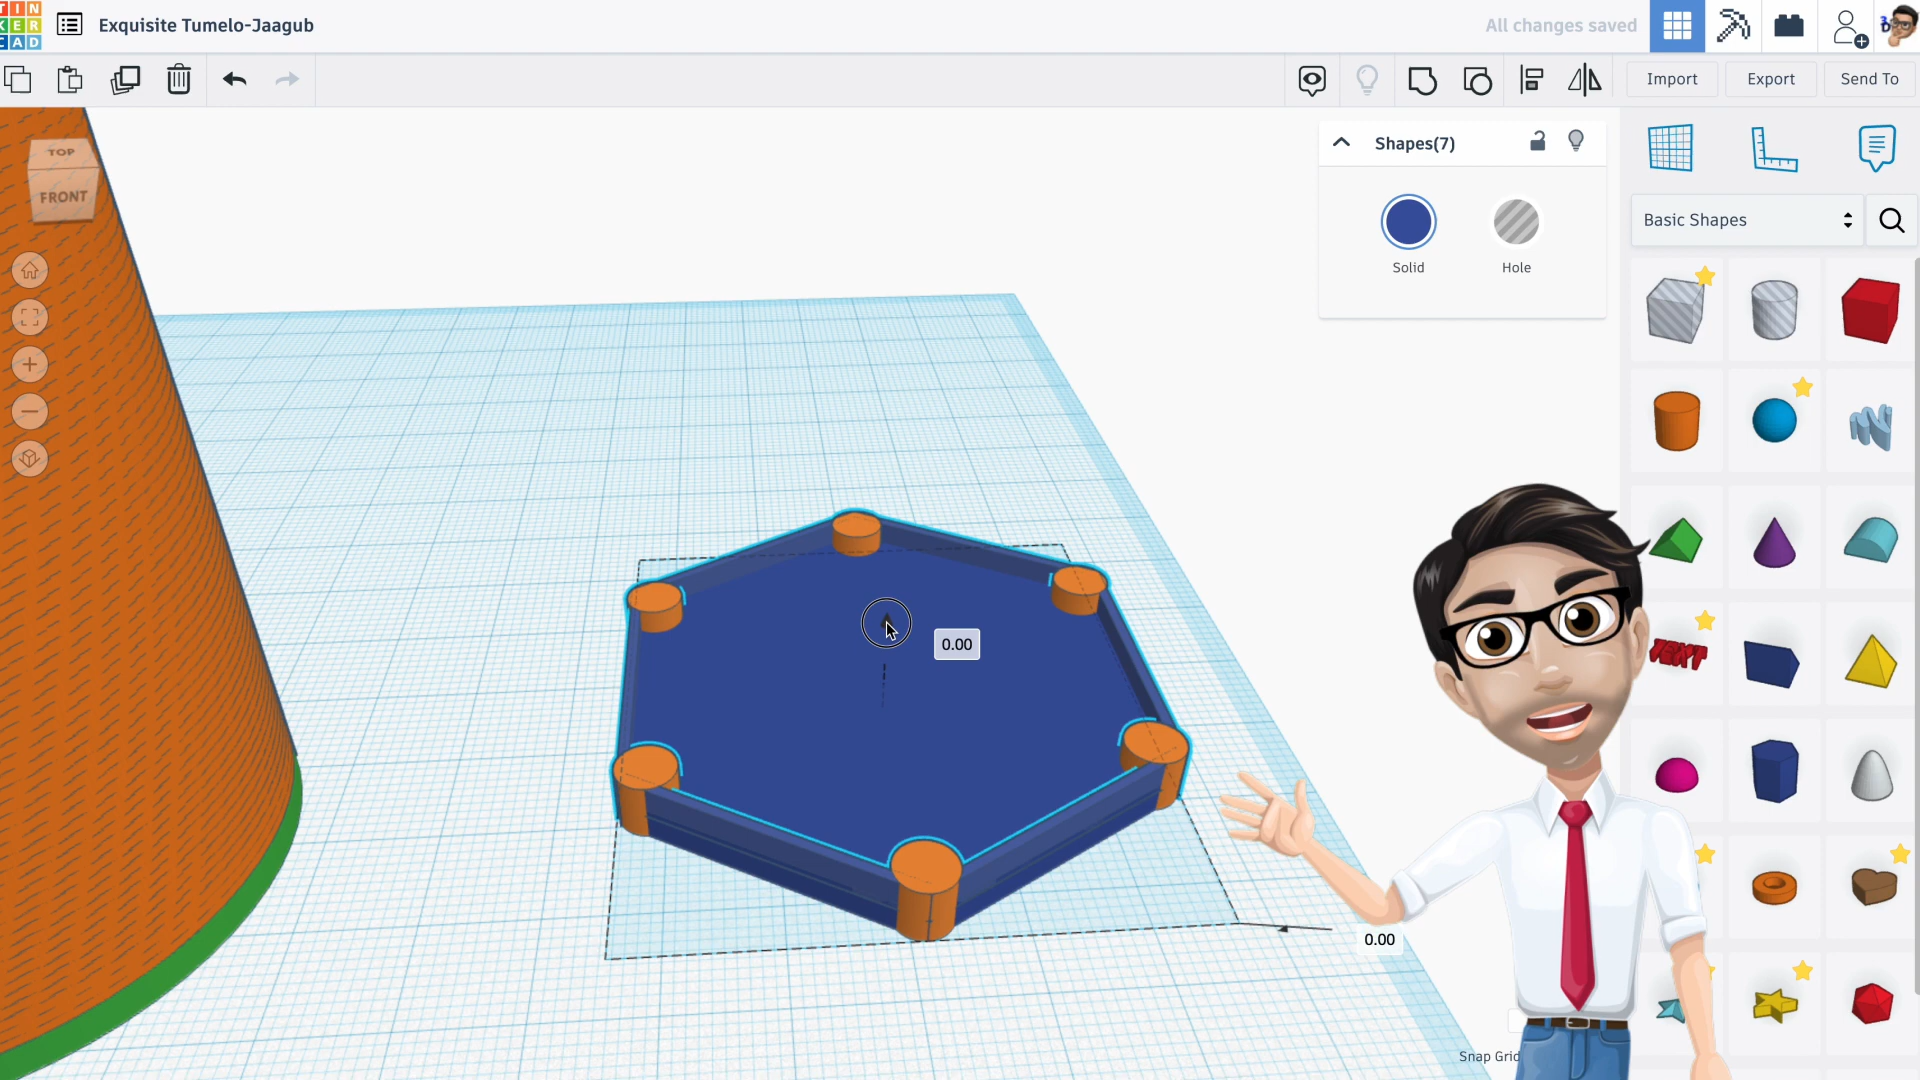 TIN
KER
CAD
Exquisite Tumelo-Jaagub
All changes saved
Import
Export
Send To
TOP
FRONT
Shapes(7)
Solid
Hole
Basic Shapes
TEXT
0.00
0.00
Snap Grid